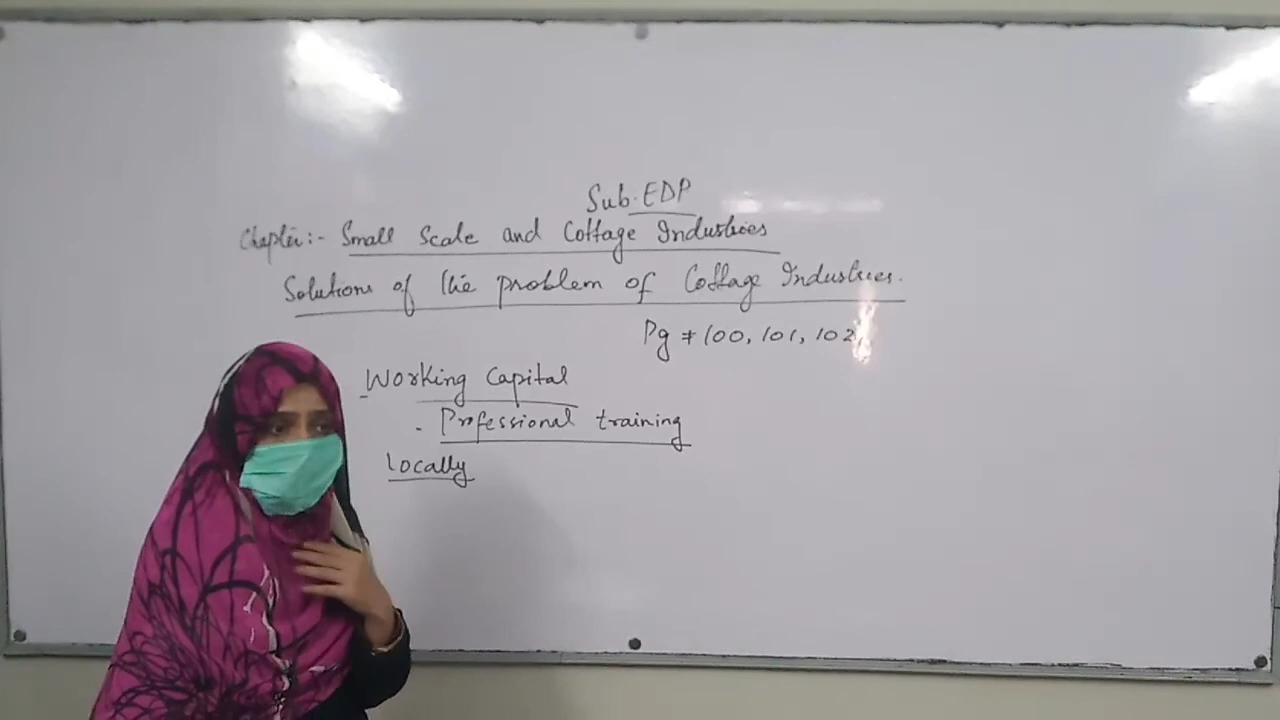 Sub. EDP
Chapter:- Small Scale and Cottage Industries
Solutions of the problem of Cottage Industries.
Pg # 100, 101, 102
Working Capital
. Professional training
Locally